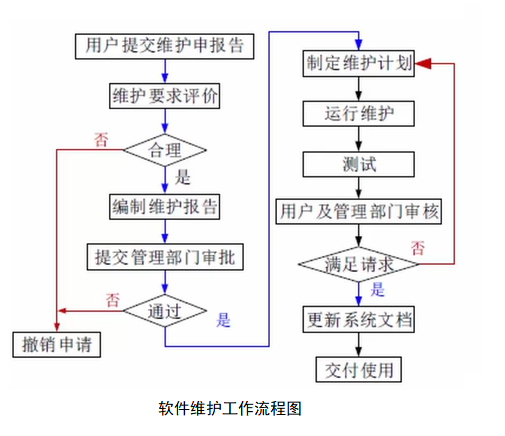 用户提交维护申报告
维护要求评价
合理
否
是
编制维护报告
提交管理部门审批
通过
否
是
撤销申请
制定维护计划
运行维护
测试
用户及管理部门审核
满足请求
否
是
更新系统文档
交付使用
软件维护工作流程图